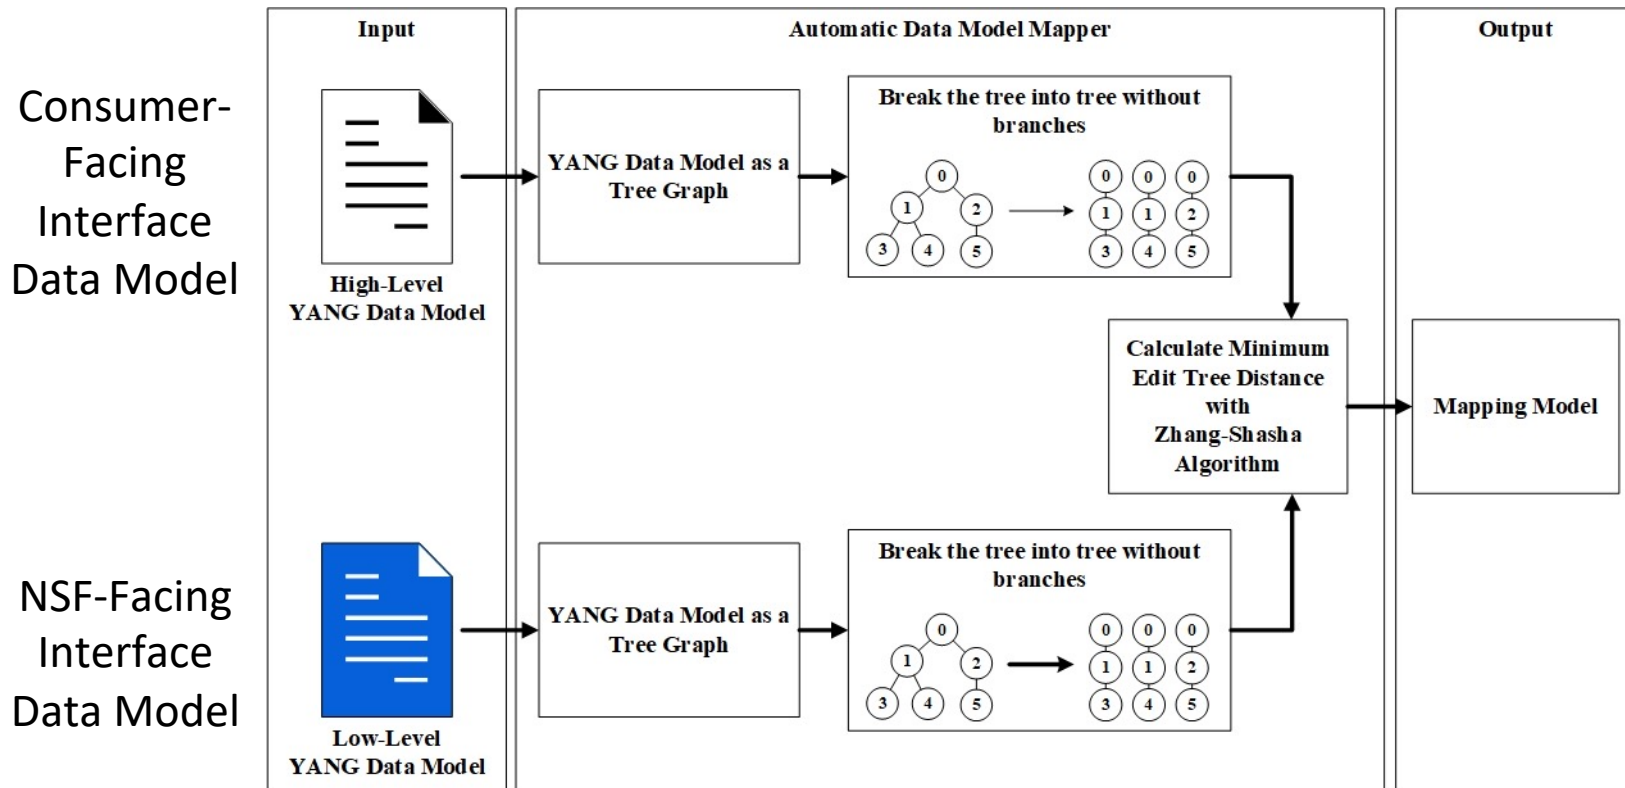 Input
Automatic Data Model Mapper
Output
Consumer-
Facing
Interface
Data Model
High-Level
YANG Data Model
YANG Data Model as a
Tree Graph
Break the tree into tree without
branches
0
1 2
3 4 5
0 0 0
1 1 2
3 4 5
Calculate Minimum
Edit Tree Distance
with
Zhang-Shasha
Algorithm
Mapping Model
NSF-Facing
Interface
Data Model
Low-Level
YANG Data Model
YANG Data Model as a
Tree Graph
Break the tree into tree without
branches
0
1 2
3 4 5
0 0 0
1 1 2
3 4 5